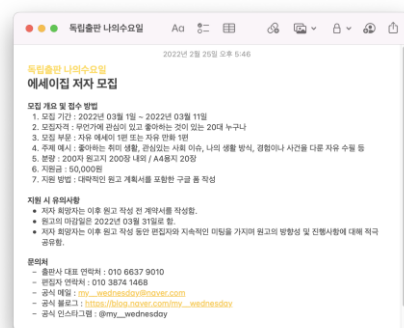 독립출판 나의수요일
Aa
2022년 2월 25일 오후 5:46
독립출판 나의수요일
에세이집 저자 모집
모집 개요 및 접수 방법
1. 모집 기간 : 2022년 03월 1일 ~ 2022년 03월 11일
2. 모집자격 : 무언가에 관심이 있고 좋아하는 것이 있는 20대 누구나
3. 모집 부문 : 자유 에세이 1편 또는 자유 만화 1편
4. 주제 예시 : 좋아하는 취미 생활, 관심있는 사회 이슈, 나의 생활 방식, 경험이나 사건을 다룬 자유 수필 등
5. 분량 : 200자 원고지 200장 내외 / A4용지 20장
6. 지원금 : 50,000원
7. 지원 방법 : 대략적인 원고 계획서를 포함한 구글 폼 작성
지원 시 유의사항
• 저자 희망자는 이후 원고 작성 전 계약서를 작성함.
• 원고의 마감일은 2022년 03월 31일로 함.
• 저자 희망자는 이후 원고 작성 동안 편집자와 지속적인 미팅을 가지며 원고의 방향성 및 진행사항에 대해 적극
공유함.
문의처
- 출판사 대표 연락처 : 010 6637 9010
- 편집자 연락처 : 010 3874 1468
- 공식 메일 : my__wednesday@naver.com
- 공식 블로그 : https://blog.naver.com/my__wednesday
- 공식 인스타그램 : @my__wednesday